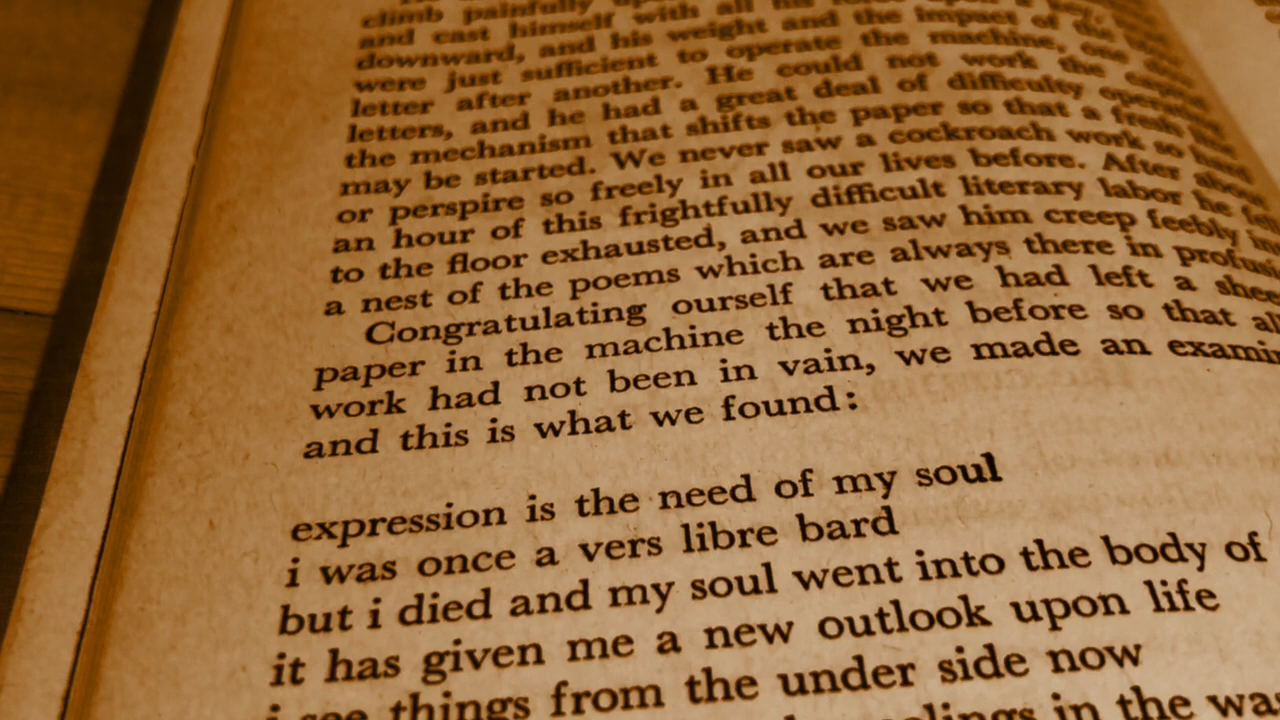 climb painfully
and cast himself with all his
downward, and his weight and the impact of
were just sufficient to operate the machine, one
letter after another. He could not work the
letters, and he had a great deal of difficulty
the mechanism that shifts the paper so that a fresh
may be started. We never saw a cockroach work so
or perspire so freely in all our lives before. After
an hour of this frightfully difficult literary labor he
to the floor exhausted, and we saw him creep feebly
a nest of the poems which are always there in
Congratulating ourself that we had left a
paper in the machine the night before so that
work had not been in vain, we made an
and this is what we found:
expression is the need of my soul
i was once a vers libre bard
but i died and my soul went into the body of
it has given me a new outlook upon life
i see things from the under side now
in the